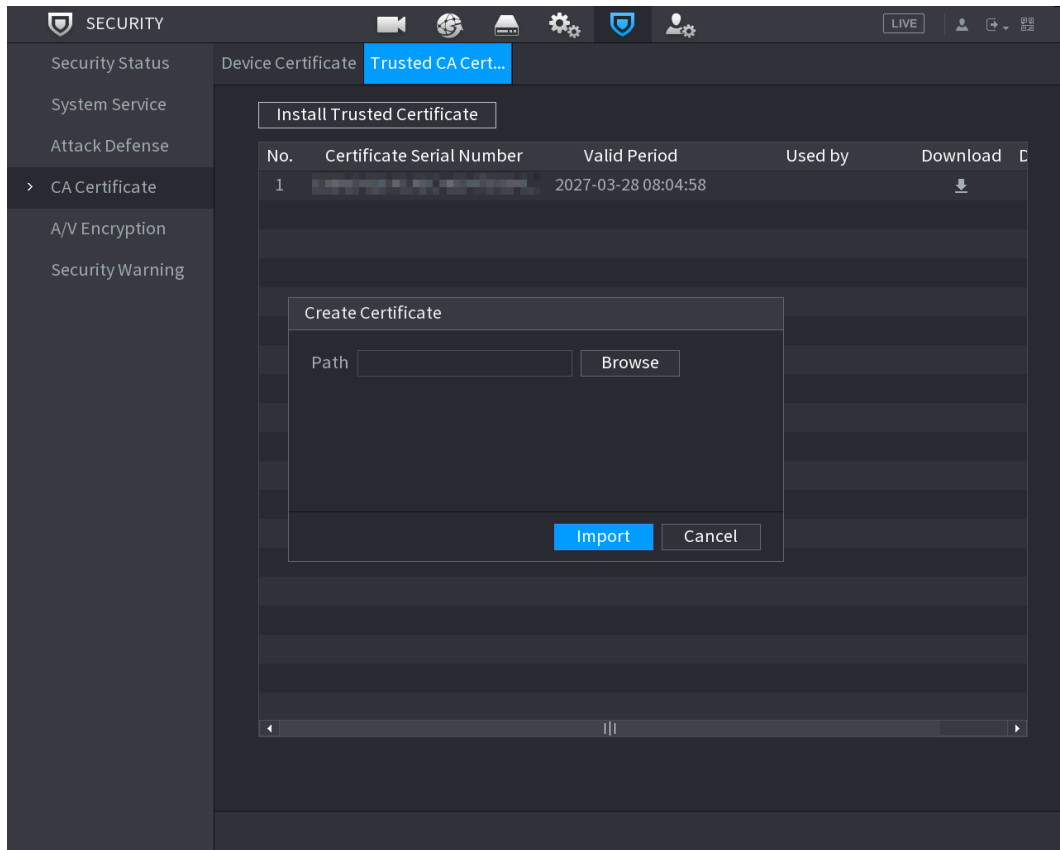 SECURITY
LIVE
Security Status
System Service
Attack Defense
CA Certificate
A/V Encryption
Security Warning
Device Certificate Trusted CA Cert...
Install Trusted Certificate
No. Certificate Serial Number Valid Period Used by Download D
1 2027-03-28 08:04:58
Create Certificate
Path Browse
Import Cancel